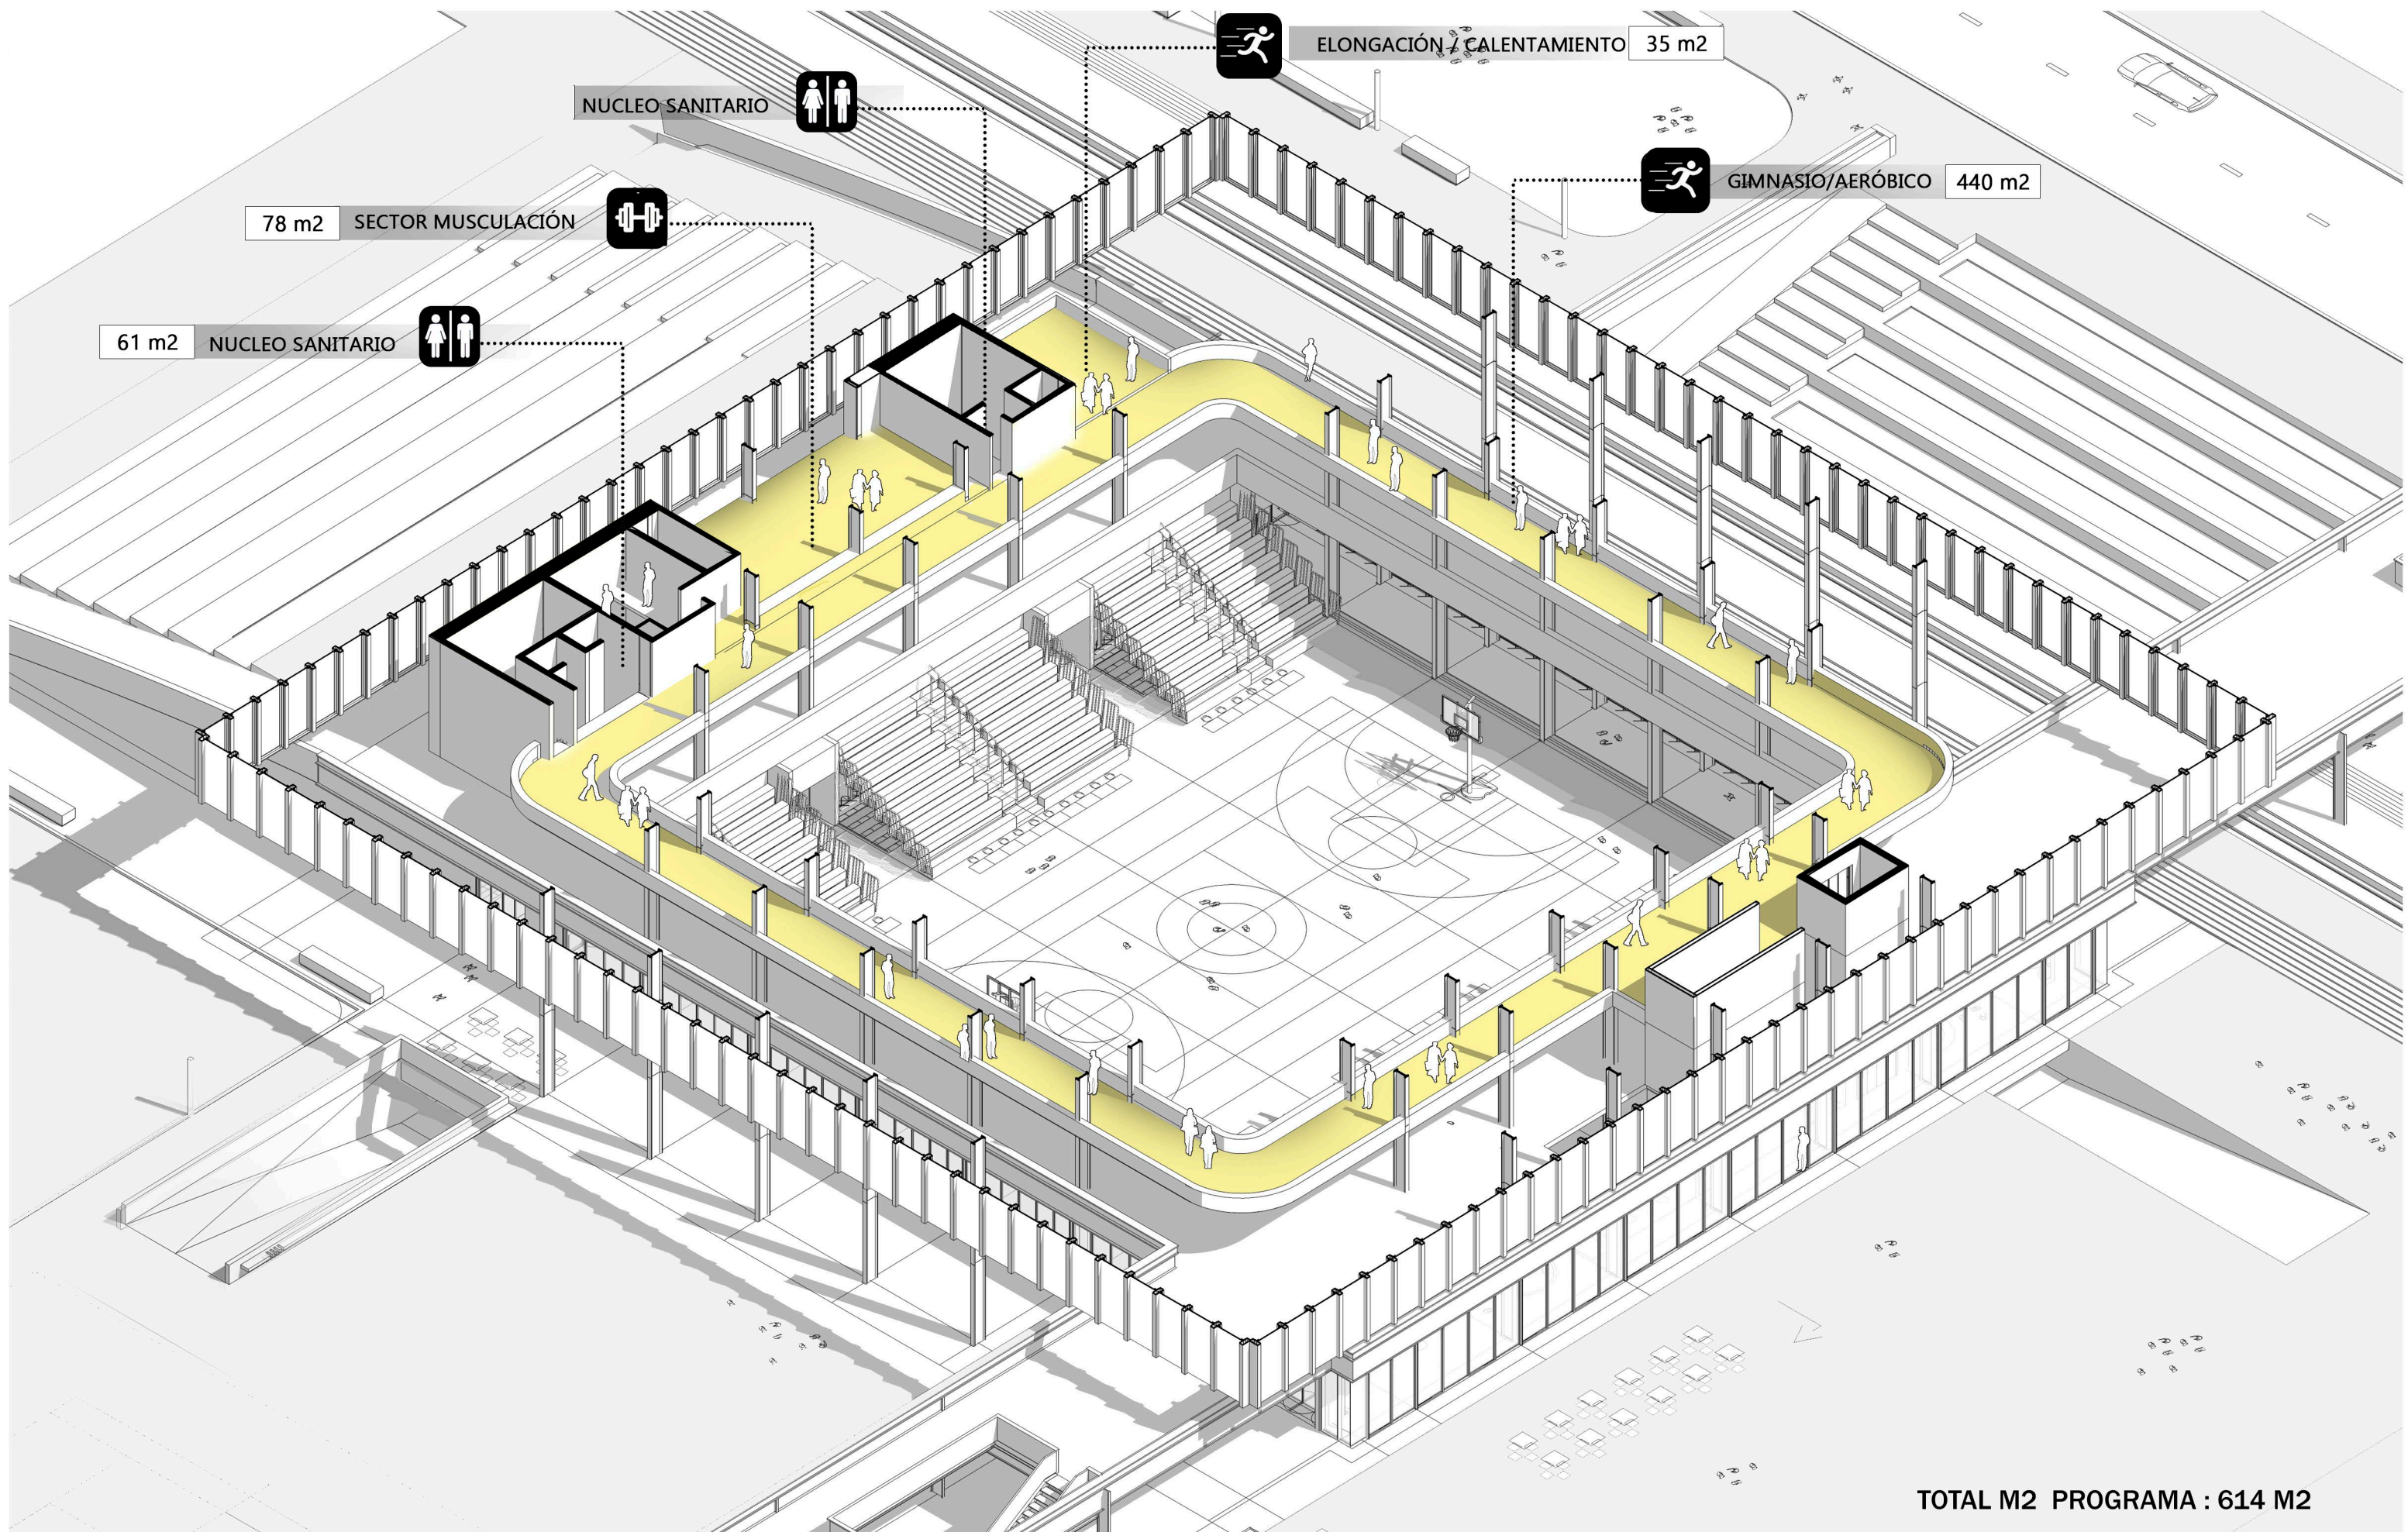 ELONGACIÓN / CALENTAMIENTO 35 m2
NUCLEO SANITARIO
GIMNASIO/AERÓBICO 440 m2
78 m2 SECTOR MUSCULACIÓN
61 m2 NUCLEO SANITARIO
TOTAL M2 PROGRAMA : 614 M2